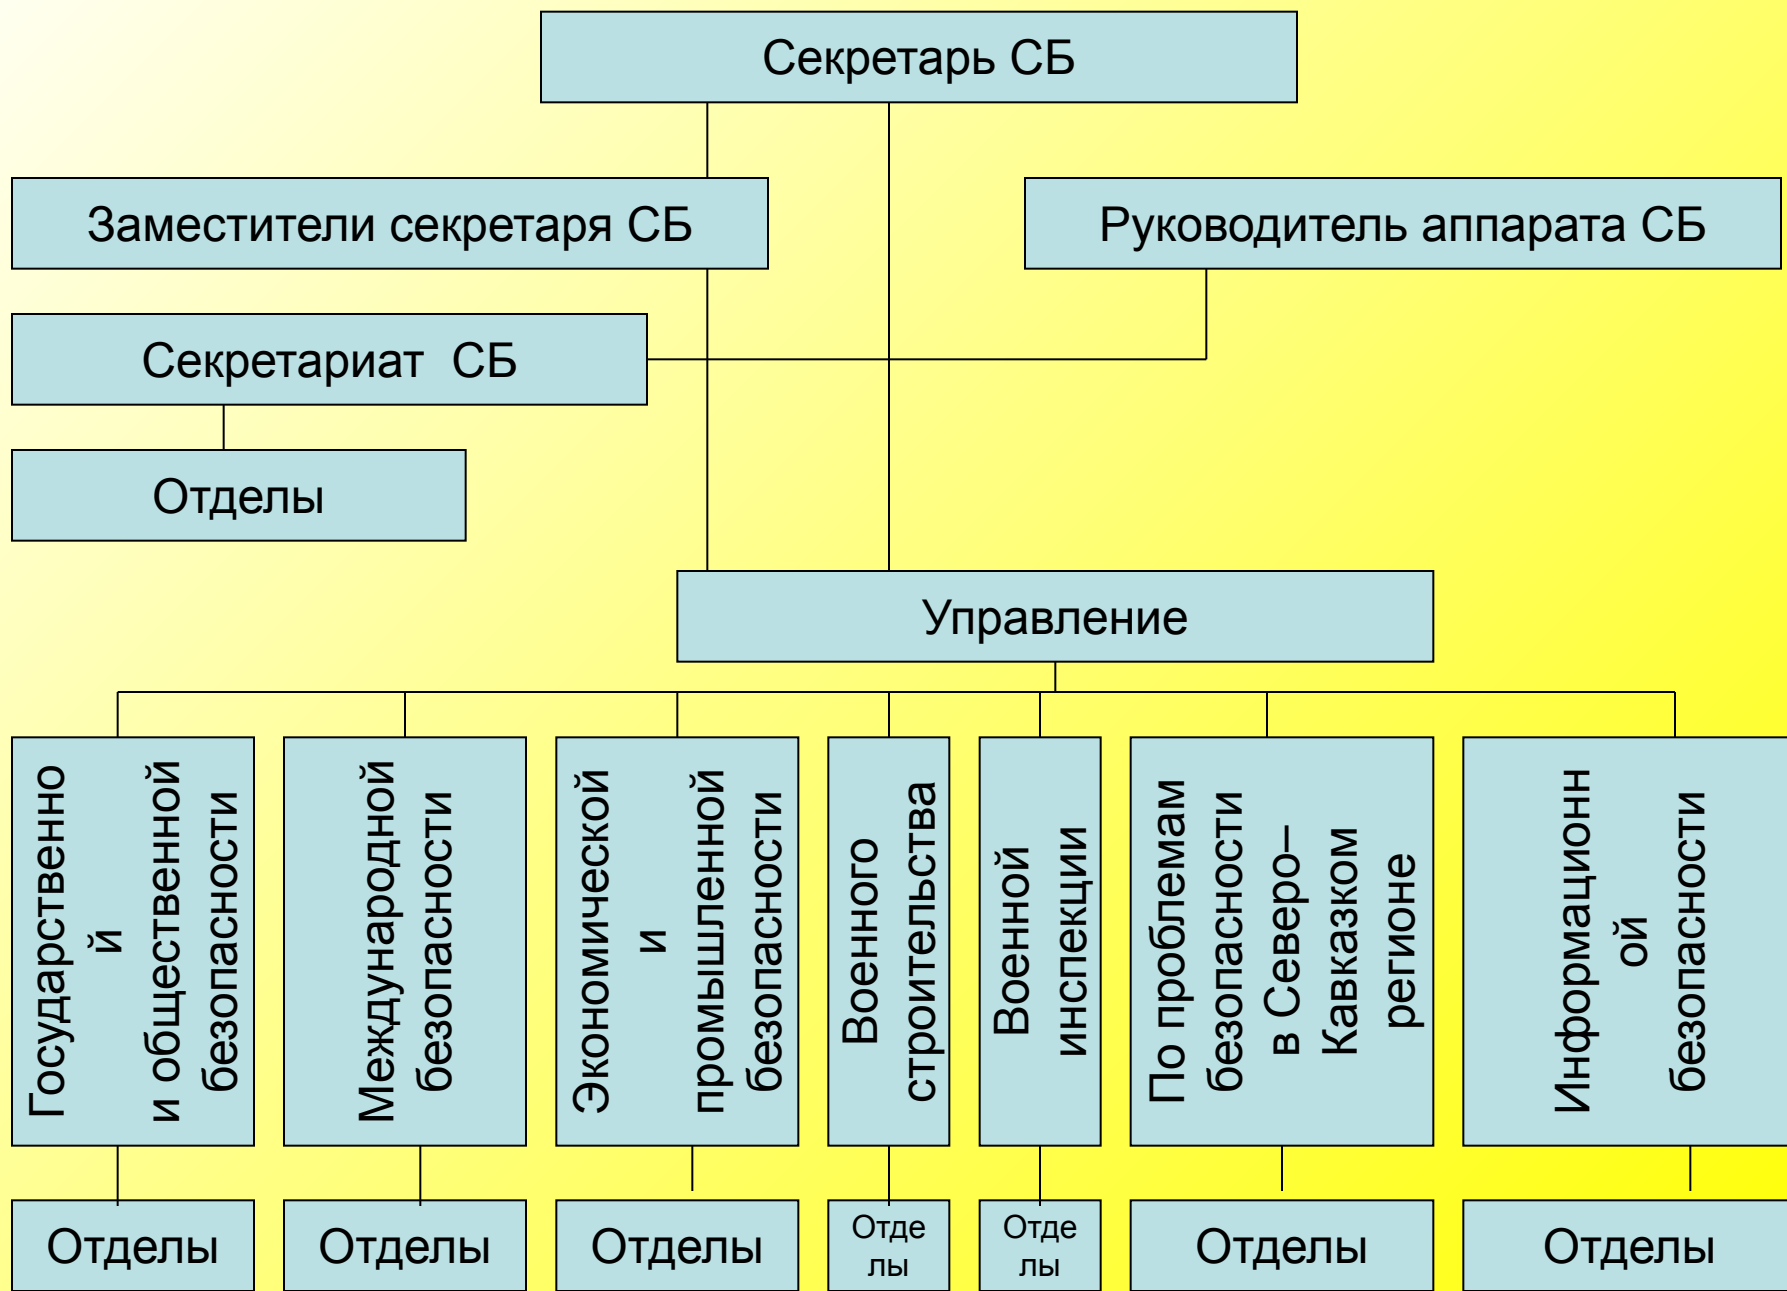 Секретарь СБ
Заместители секретаря СБ
Руководитель аппарата СБ
Секретариат СБ
Отделы
Управление
Государственно
й
и общественной
безопасности
Международной
безопасности
Экономической
и
промышленной
безопасности
Военного
строительства
Военной
инспекции
По проблемам
безопасности
в Северо–
Кавказком
регионе
Информационн
ой
безопасности
Отделы
Отделы
Отделы
Отде
лы
Отде
лы
Отделы
Отделы